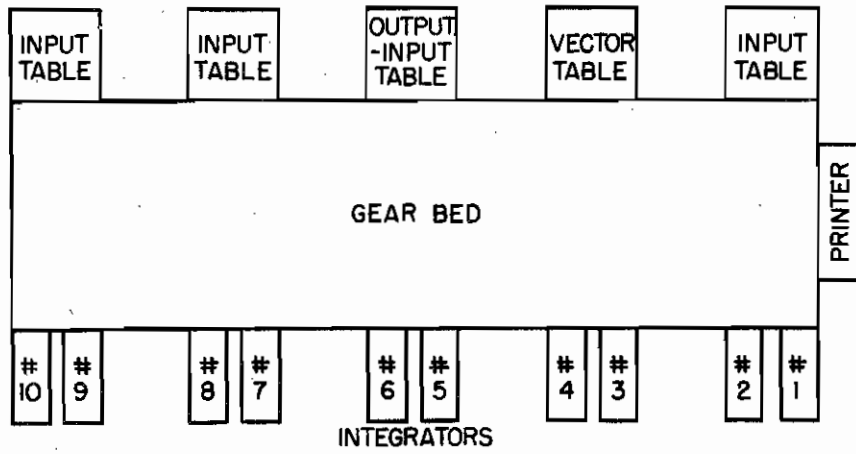 INPUT
TABLE
INPUT
TABLE
OUTPUT
-INPUT
TABLE
VECTOR
TABLE
INPUT
TABLE
GEAR BED
PRINTER
#
10
#
9
#
8
#
7
#
6
#
5
#
4
#
3
#
2
#
1
INTEGRATORS